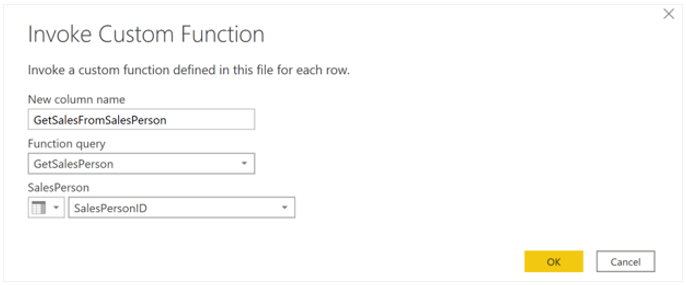 Invoke Custom Function
Invoke a custom function defined in this file for each row.
New column name
GetSalesFromSalesPerson
Function query
GetSalesPerson
SalesPerson
SalesPersonID
OK Cancel